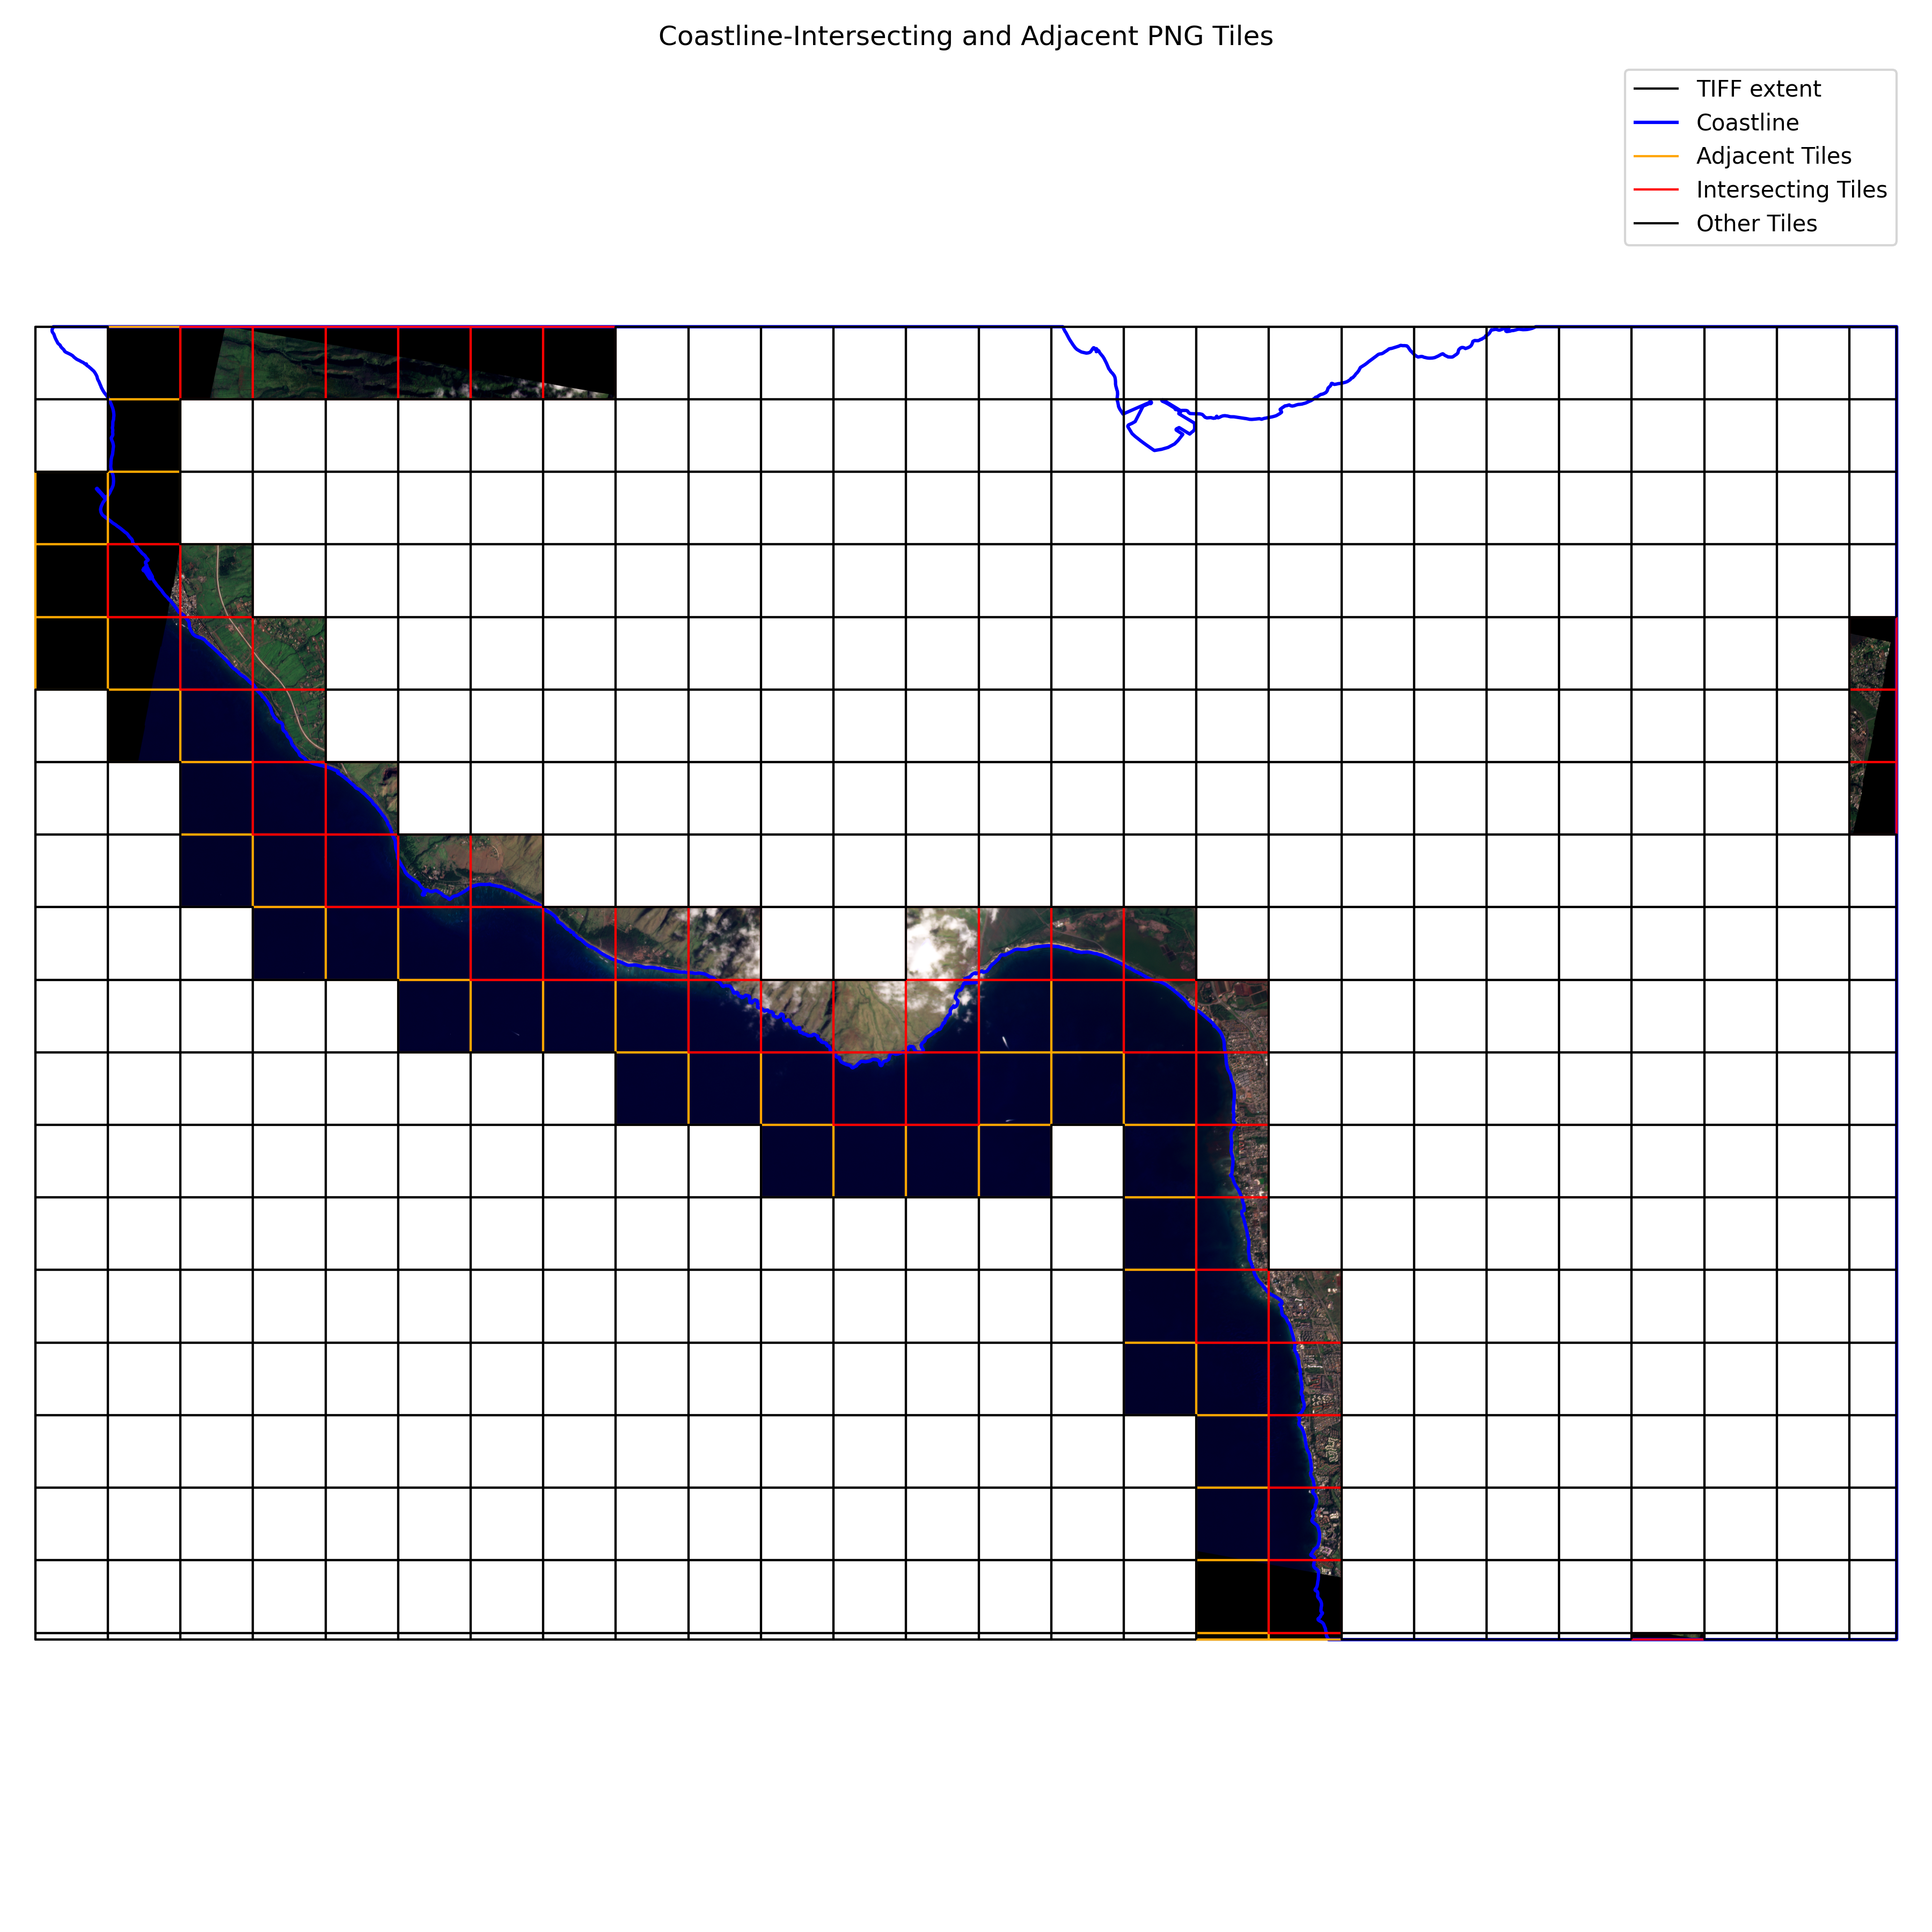 Coastline-Intersecting and Adjacent PNG Tiles
TIFF extent
Coastline
Adjacent Tiles
Intersecting Tiles
Other Tiles